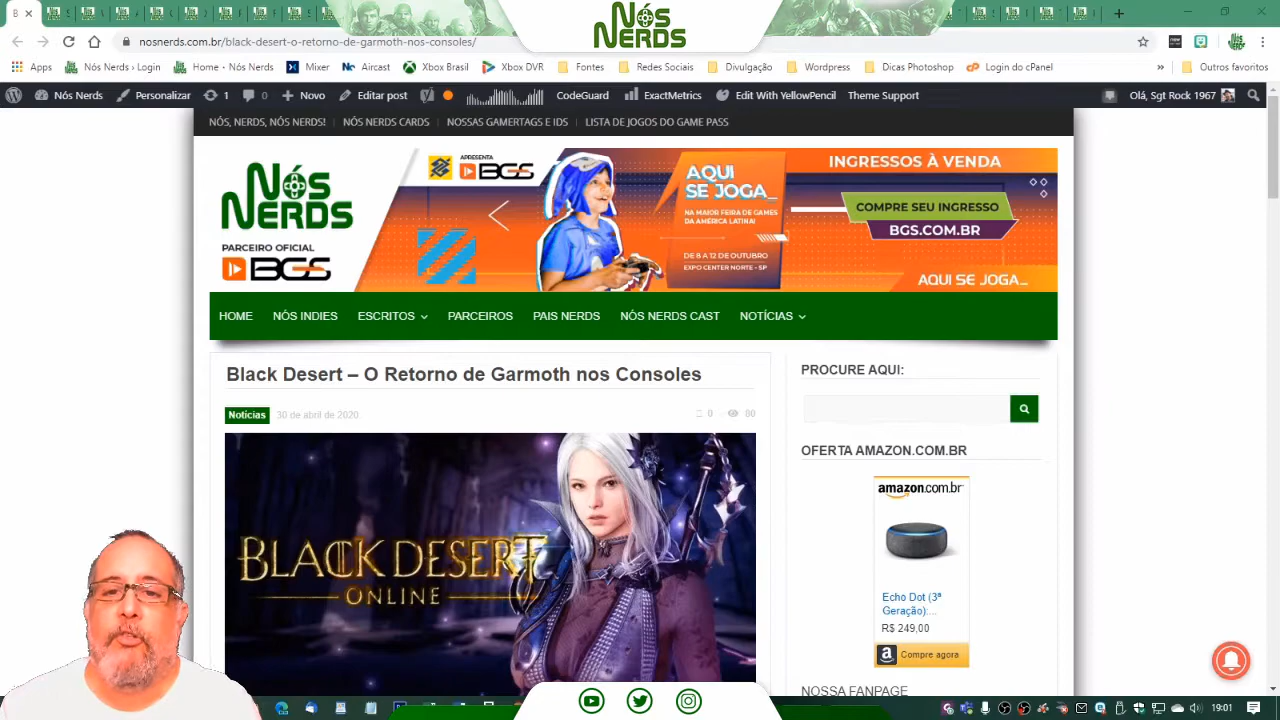 B
Nós
NERDS
nosnerds.com.br/black-desert-o-retorno-de-garmoth-nos-consoles/
Apps
Nós Nerds › Login
Home - Nós Nerds
Mixer
Aircast
Xbox Brasil
Xbox DVR
Fontes
Redes Sociais
Divulgação
Wordpress
Dicas Photoshop
Login do cPanel
»
Outros favoritos
Nós Nerds
Personalizar
1
0
Novo
Editar post
CodeGuard
ExactMetrics
Edit With YellowPencil
Theme Support
Olá, Sgt Rock 1967
NÓS, NERDS, NÓS NERDS!
NÓS NERDS CARDS
NOSSAS GAMERTAGS E IDS
LISTA DE JOGOS DO GAME PASS
Nós
NERDS
PARCEIRO OFICIAL
BGS
APRESENTA
BGS
AQUI
SE JOGA_
NA MAIOR FEIRA DE GAMES
DA AMÉRICA LATINA!
DE 8 A 12 DE OUTUBRO
EXPO CENTER NORTE - SP
INGRESSOS À VENDA
COMPRE SEU INGRESSO
BGS.COM.BR
AQUI SE JOGA_
HOME
NÓS INDIES
ESCRITOS
PARCEIROS
PAIS NERDS
NÓS NERDS CAST
NOTÍCIAS
Black Desert – O Retorno de Garmoth nos Consoles
Notícias
30 de abril de 2020
0
80
BLACK DESERT
ONLINE
PROCURE AQUI:
OFERTA AMAZON.COM.BR
amazon.com.br
Echo Dot (3ª
Geração):...
R$ 249,00
Compre agora
NOSSA FANPAGE
19:01